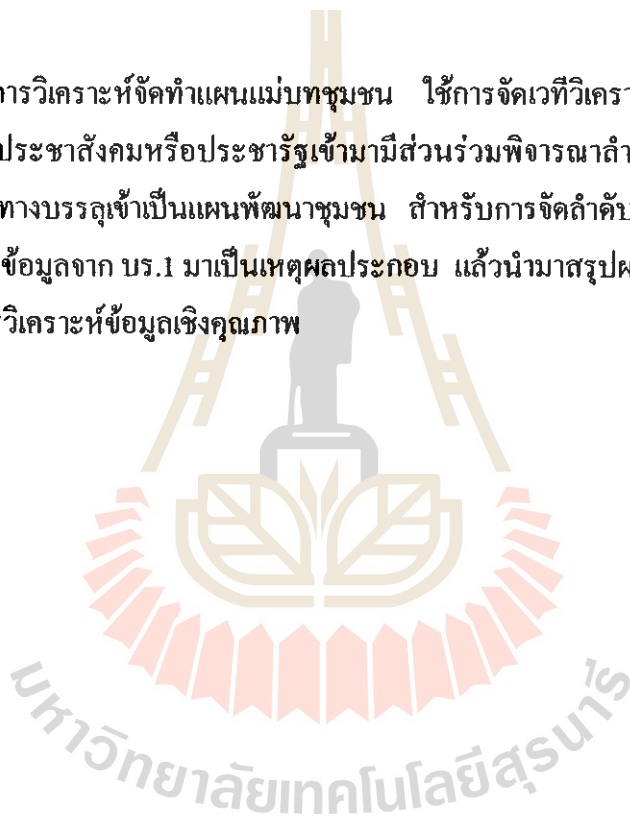 การวิเคราะห์จัดทำแผนแม่บทชุมชน ใช้การจัดเวทีวิเครา
ประชาสังคมหรือประชารัฐเข้ามามีส่วนร่วมพิจารณาลำ
ทางบรรลุเข้าเป็นแผนพัฒนาชุมชน สำหรับการจัดลำดับ
ข้อมูลจาก บร.1 มาเป็นเหตุผลประกอบ แล้วนำมาสรุป
วิเคราะห์ข้อมูลเชิงคุณภาพ
มหาวิทยาลัยเทคโนโลยีสุรนารี